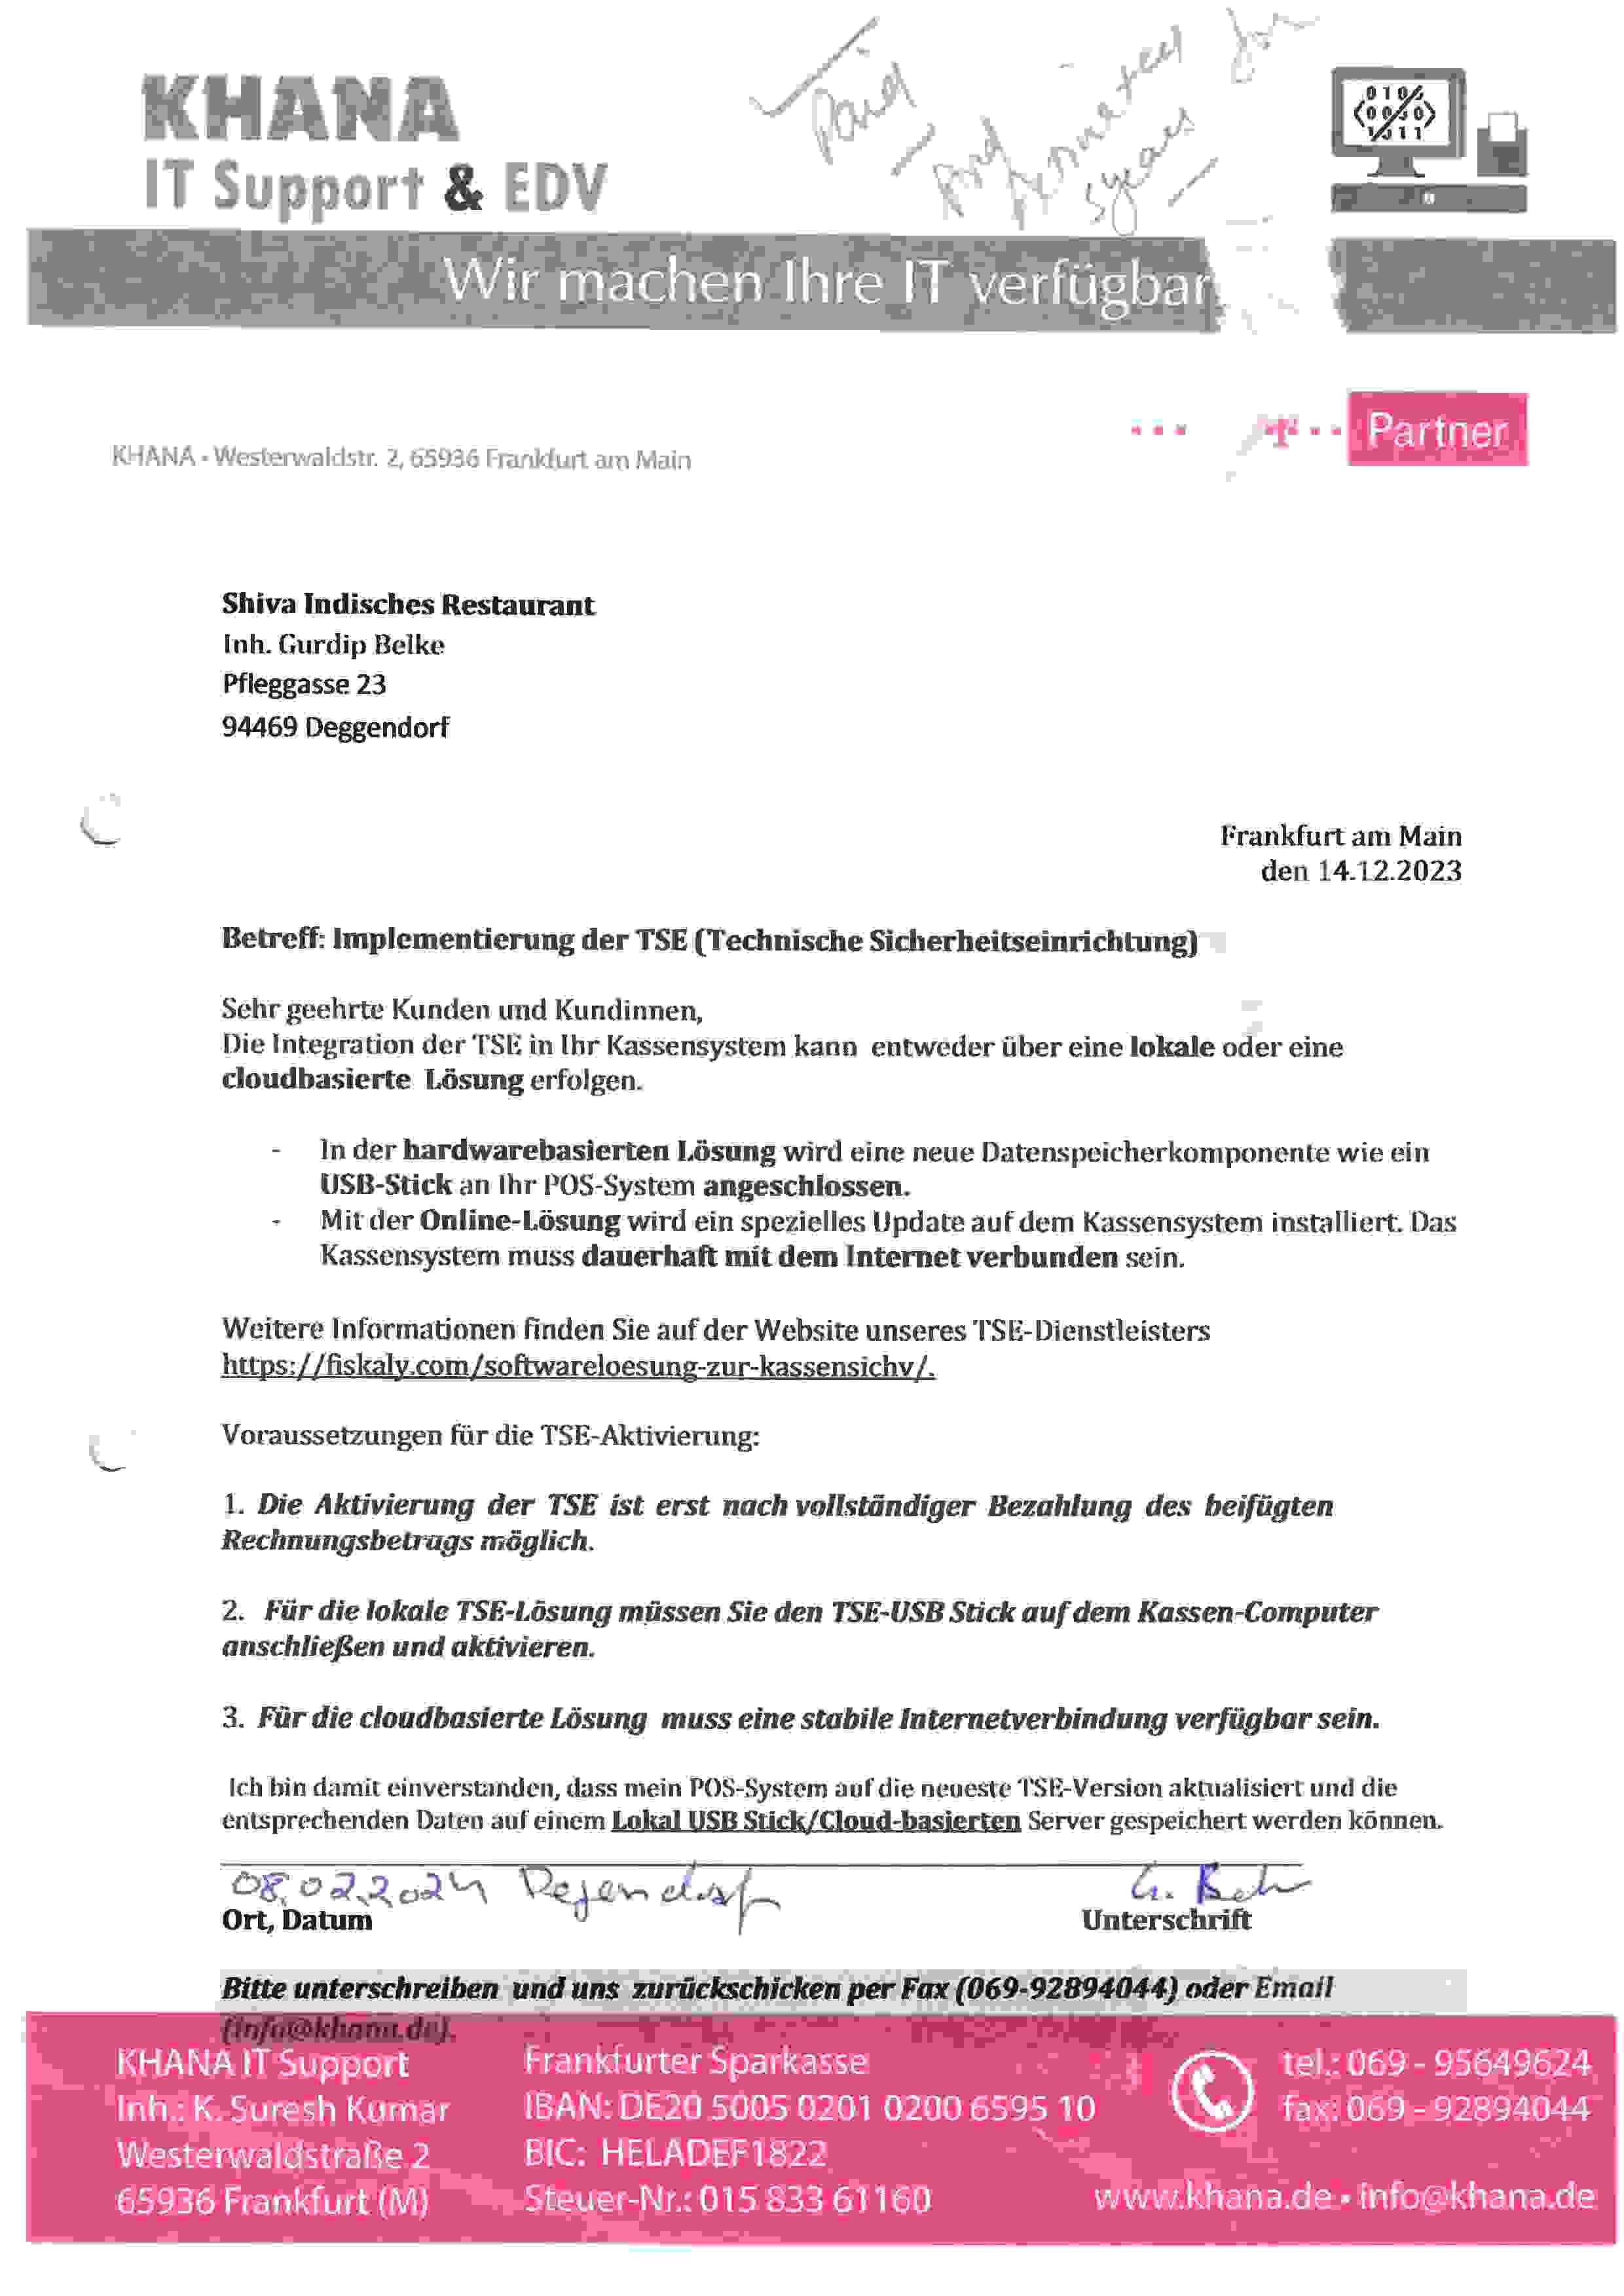 KHANA
IT Support & EDV
Paid
5 years
Wir machen Ihre IT verfügbar
Partner
KHANA • Westerwaldstr. 2, 65936 Frankfurt am Main
Shiva Indisches Restaurant
Inh. Gurdip Belke
Pfleggasse 23
94469 Deggendorf
Frankfurt am Main
den 14.12.2023
Betreff: Implementierung der TSE (Technische Sicherheitseinrichtung)
Sehr geehrte Kunden und Kundinnen,
Die Integration der TSE in Ihr Kassensystem kann entweder über eine lokale oder eine
cloudbasierte Lösung erfolgen.
- In der hardwarebasierten Lösung wird eine neue Datenspeicherkomponente wie ein
USB-Stick an Ihr POS-System angeschlossen.
- Mit der Online-Lösung wird ein spezielles Update auf dem Kassensystem installiert. Das
Kassensystem muss dauerhaft mit dem Internet verbunden sein.
Weitere Informationen finden Sie auf der Website unseres TSE-Dienstleisters
https://fiskaly.com/softwareloesung-zur-kassensichv/.
Voraussetzungen für die TSE-Aktivierung:
1. Die Aktivierung der TSE ist erst nach vollständiger Bezahlung des beifügten
Rechnungsbetrags möglich.
2. Für die lokale TSE-Lösung müssen Sie den TSE-USB Stick auf dem Kassen-Computer
anschließen und aktivieren.
3. Für die cloudbasierte Lösung muss eine stabile Internetverbindung verfügbar sein.
Ich bin damit einverstanden, dass mein POS-System auf die neueste TSE-Version aktualisiert und die
entsprechenden Daten auf einem Lokal USB Stick/Cloud-basierten Server gespeichert werden können.
08.02.2024 Degendorf
Ort, Datum Unterschrift
Bitte unterschreiben und uns zurückschicken per Fax (069-92894044) oder Email
(info@khana.de).
KHANA IT Support
Inh.: K. Suresh Kumar
Westerwaldstraße 2
65936 Frankfurt (M)
Frankfurter Sparkasse
IBAN: DE20 5005 0201 0200 6595 10
BIC: HELADEF1822
Steuer-Nr.: 015 833 61160
tel.: 069 - 95649624
fax: 069 - 92894044
www.khana.de • info@khana.de